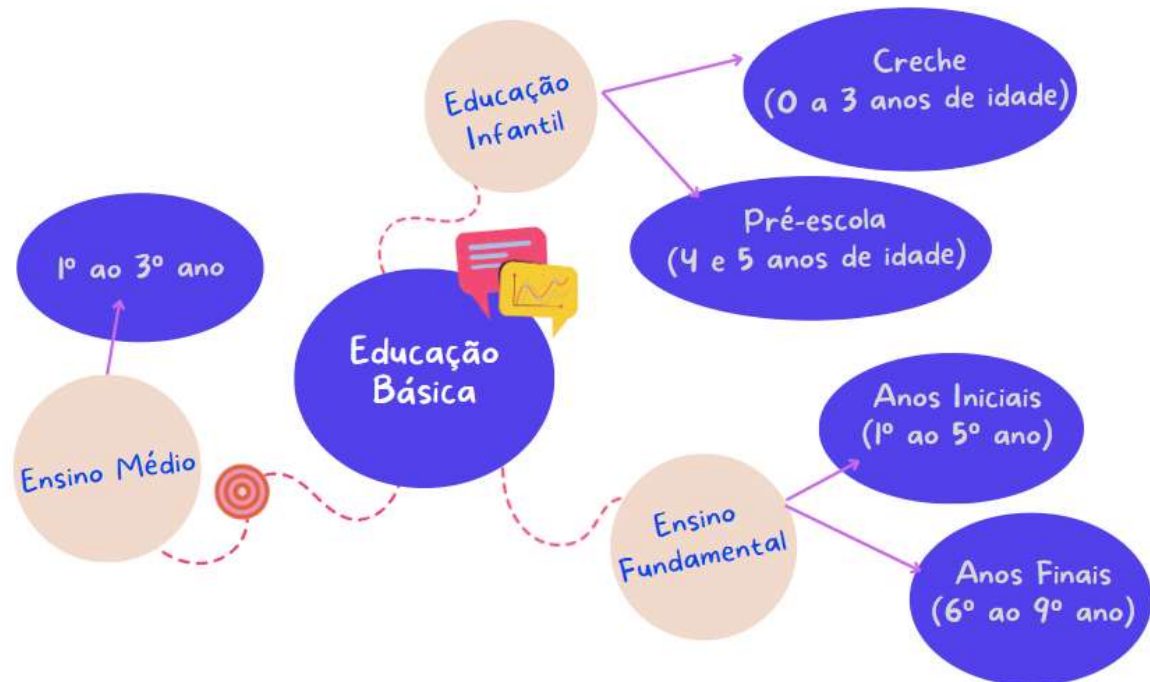 Educação
Infantil
Creche
(0 a 3 anos de idade)
Pré-escola
(4 e 5 anos de idade)
1º ao 3º ano
Educação
Básica
Ensino Médio
Anos Iniciais
(1º ao 5º ano)
Ensino
Fundamental
Anos Finais
(6º ao 9º ano)